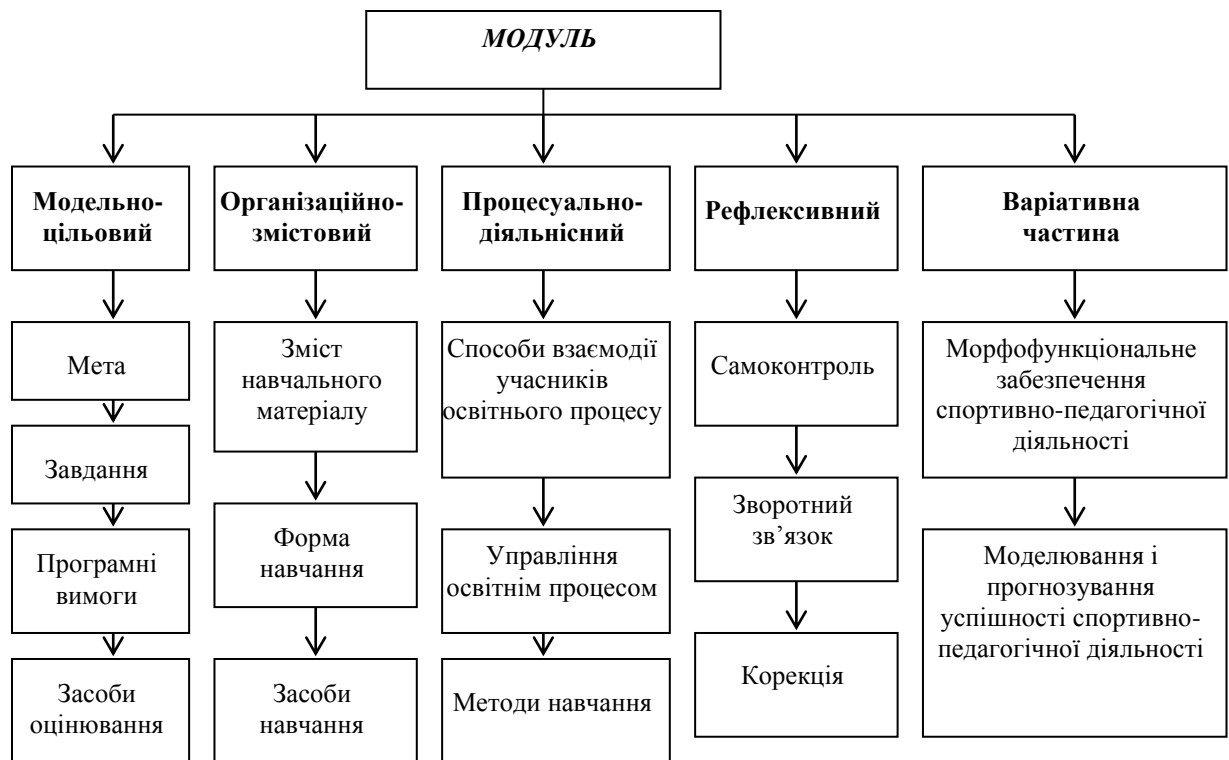 МОДУЛЬ
Модельно-
цільовий
Організаційно-
змістовий
Процесуально-
діяльнісний
Рефлексивний
Варіативна
частина
Мета
Завдання
Програмні
вимоги
Засоби
оцінювання
Зміст
навчального
матеріалу
Форма
навчання
Засоби
навчання
Способи взаємодії
учасників
освітнього процесу
Управління
освітнім процесом
Методи навчання
Самоконтроль
Зворотний
зв’язок
Корекція
Морфофункціональне
забезпечення
спортивно-педагогічної
діяльності
Моделювання і
прогнозування
успішності спортивно-
педагогічної діяльності